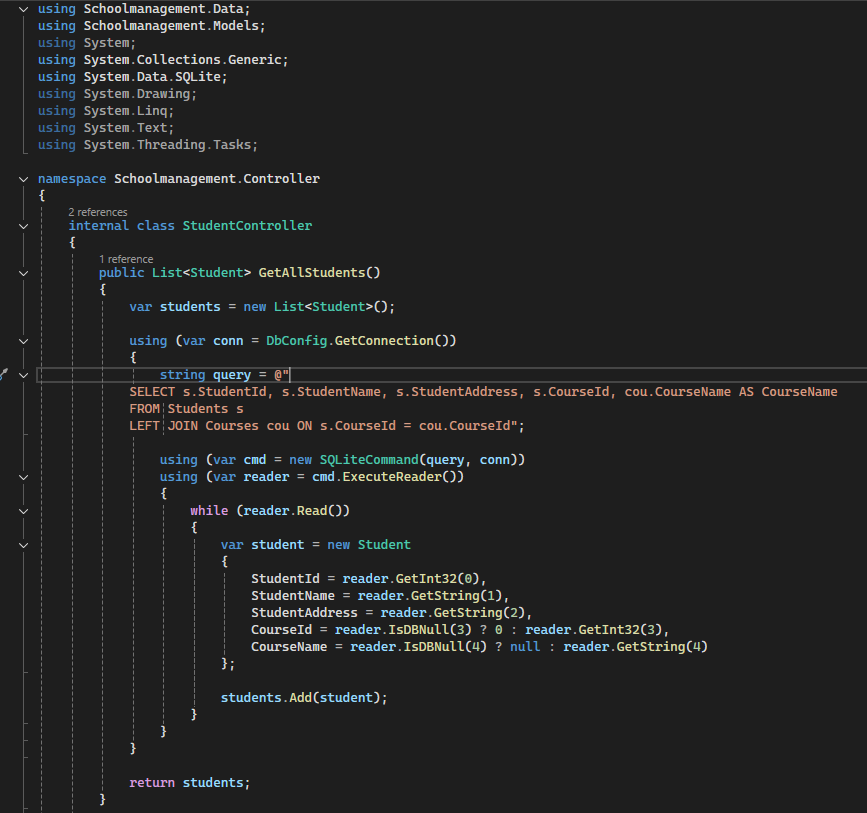 using Schoolmanagement.Data;
using Schoolmanagement.Models;
using System;
using System.Collections.Generic;
using System.Data.SQLite;
using System.Drawing;
using System.Linq;
using System.Text;
using System.Threading.Tasks;
namespace Schoolmanagement.Controller
{
2 references
internal class StudentController
{
1 reference
public List<Student> GetAllStudents()
{
var students = new List<Student>();
using (var conn = DbConfig.GetConnection())
{
string query = @"
SELECT s.StudentId, s.StudentName, s.StudentAddress, s.CourseId, cou.CourseName AS CourseName
FROM Students s
LEFT JOIN Courses cou ON s.CourseId = cou.CourseId";
using (var cmd = new SQLiteCommand(query, conn))
using (var reader = cmd.ExecuteReader())
{
while (reader.Read())
{
var student = new Student
{
StudentId = reader.GetInt32(0),
StudentName = reader.GetString(1),
StudentAddress = reader.GetString(2),
CourseId = reader.IsDBNull(3) ? 0 : reader.GetInt32(3),
CourseName = reader.IsDBNull(4) ? null : reader.GetString(4)
};
students.Add(student);
}
}
}
return students;
}